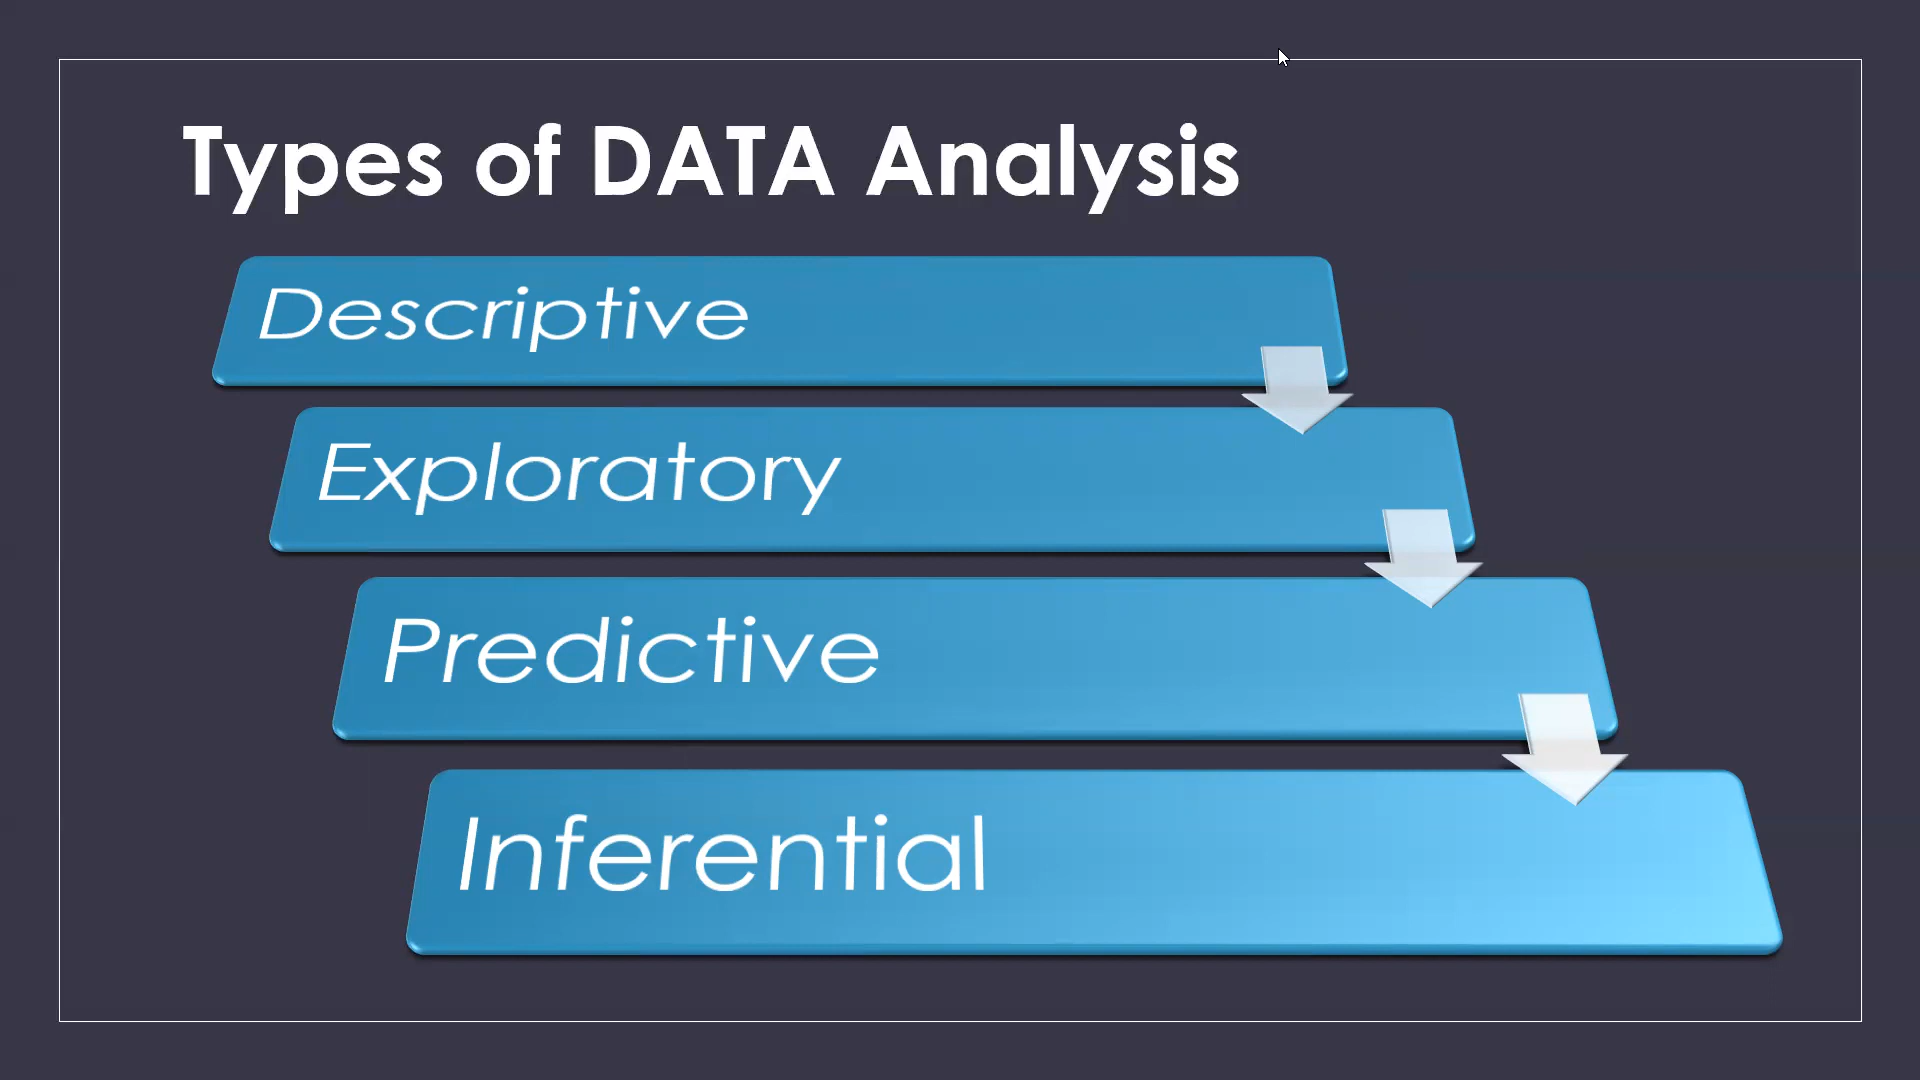 Types of DATA Analysis
Descriptive
Exploratory
Predictive
Inferential